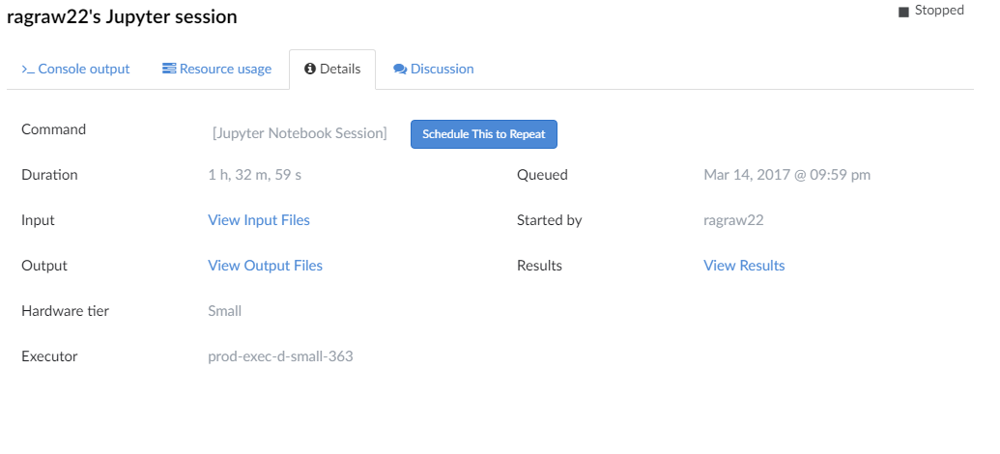 ragraw22's Jupyter session
Stopped
Console output Resource usage Details Discussion
Command [Jupyter Notebook Session] Schedule This to Repeat
Duration 1 h, 32 m, 59 s Queued Mar 14, 2017 @ 09:59 pm
Input View Input Files Started by ragraw22
Output View Output Files Results View Results
Hardware tier Small
Executor prod-exec-d-small-363